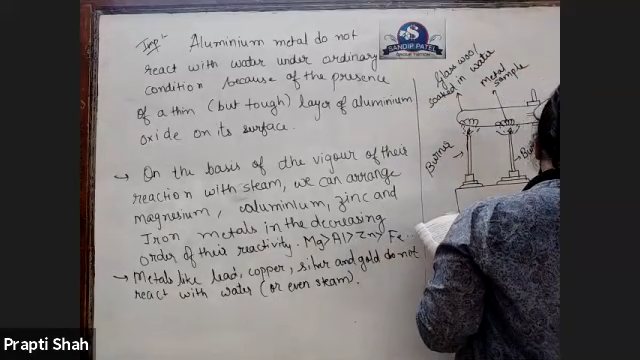 Imp:- Aluminium metal do not
react with water under ordinary
condition because of the presence
of a thin (but tough) layer of aluminium
oxide on its surface.
→ On the basis of the vigour of their
reaction with steam, we can arrange
magnesium, caluminium, zinc and
Iron metals in the decreasing
order of their reactivity. Mg>Al>Zn>Fe.
→ Metals like lead, copper, silver and gold do not
react with water (or even steam).
S
SANDIP PATEL
GROUP TUITION
Glass wool
soaked in water
metal
sample
Burner
Bu
Prapti Shah